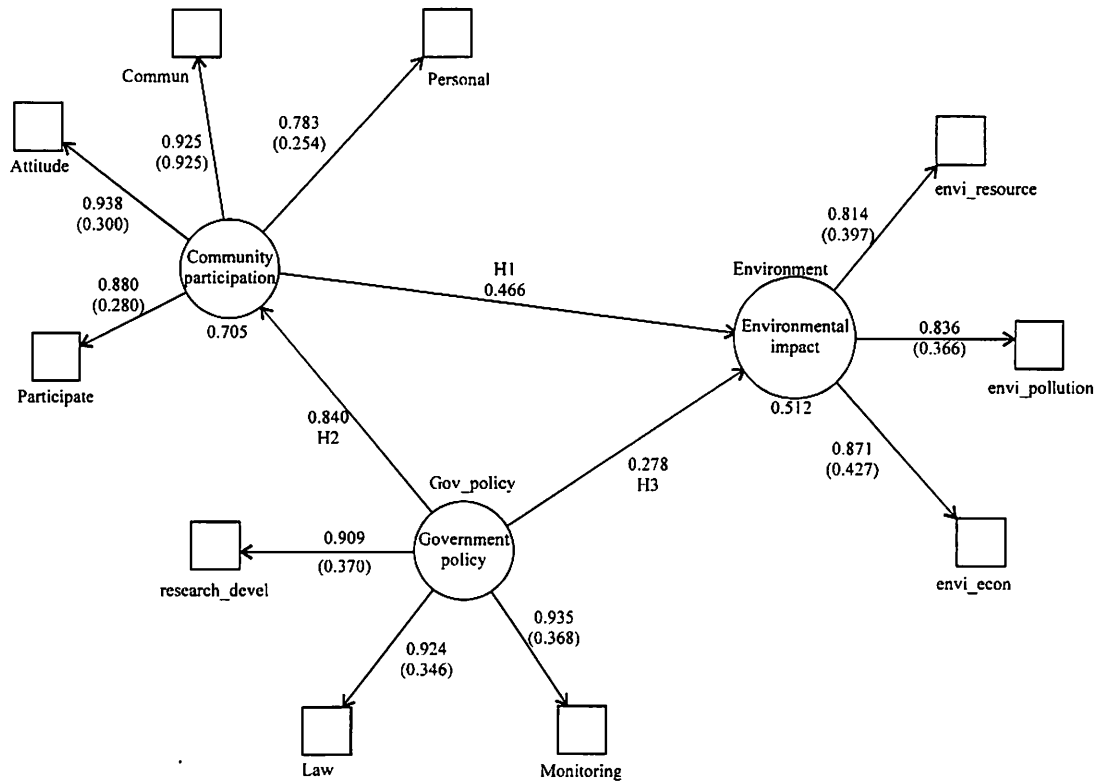 Commun
Personal
Attitude
0.925
(0.925)
0.783
(0.254)
0.938
(0.300)
envi_resource
0.814
(0.397)
Community
participation
0.880
(0.280)
0.705
H1
0.466
Environment
Environmental
impact
0.512
0.836
(0.366)
envi_pollution
Participate
0.840
H2
0.278
H3
0.871
(0.427)
Gov_policy
Government
policy
0.909
(0.370)
research_devel
envi_econ
0.935
(0.368)
0.924
(0.346)
Law
Monitoring